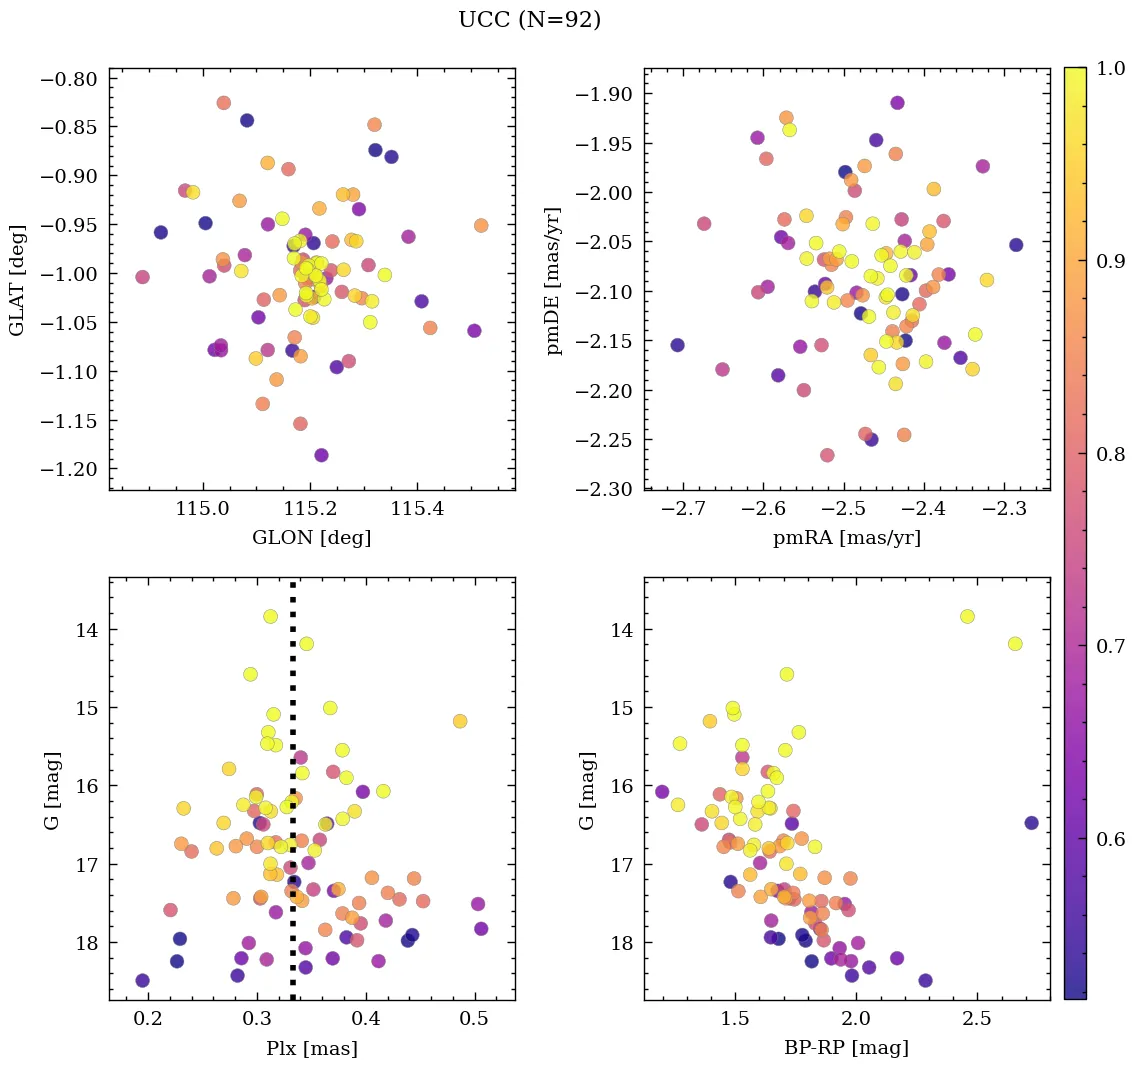 UCC (N=92)
−0.80
−0.85
−0.90
−0.95
−1.00
−1.05
−1.10
−1.15
−1.20
GLAT [deg]
115.0 115.2 115.4
GLON [deg]
−1.90
−1.95
−2.00
−2.05
−2.10
−2.15
−2.20
−2.25
−2.30
pmDE [mas/yr]
−2.7 −2.6 −2.5 −2.4 −2.3
pmRA [mas/yr]
14
15
16
17
18
G [mag]
0.2 0.3 0.4 0.5
Plx [mas]
14
15
16
17
18
G [mag]
1.5 2.0 2.5
BP-RP [mag]
1.0
0.9
0.8
0.7
0.6